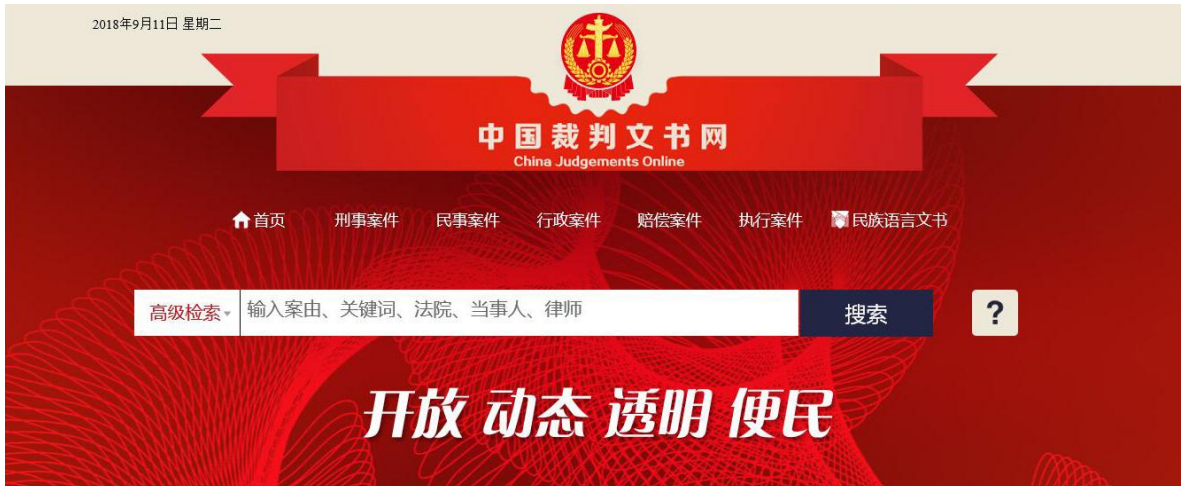 2018年9月11日 星期二
中国裁判文书网
China Judgements Online
首页 刑事案件 民事案件 行政案件 赔偿案件 执行案件 民族语言文书
高级检索 输入案由、关键词、法院、当事人、律师 搜索 ?
开放 动态 透明 便民